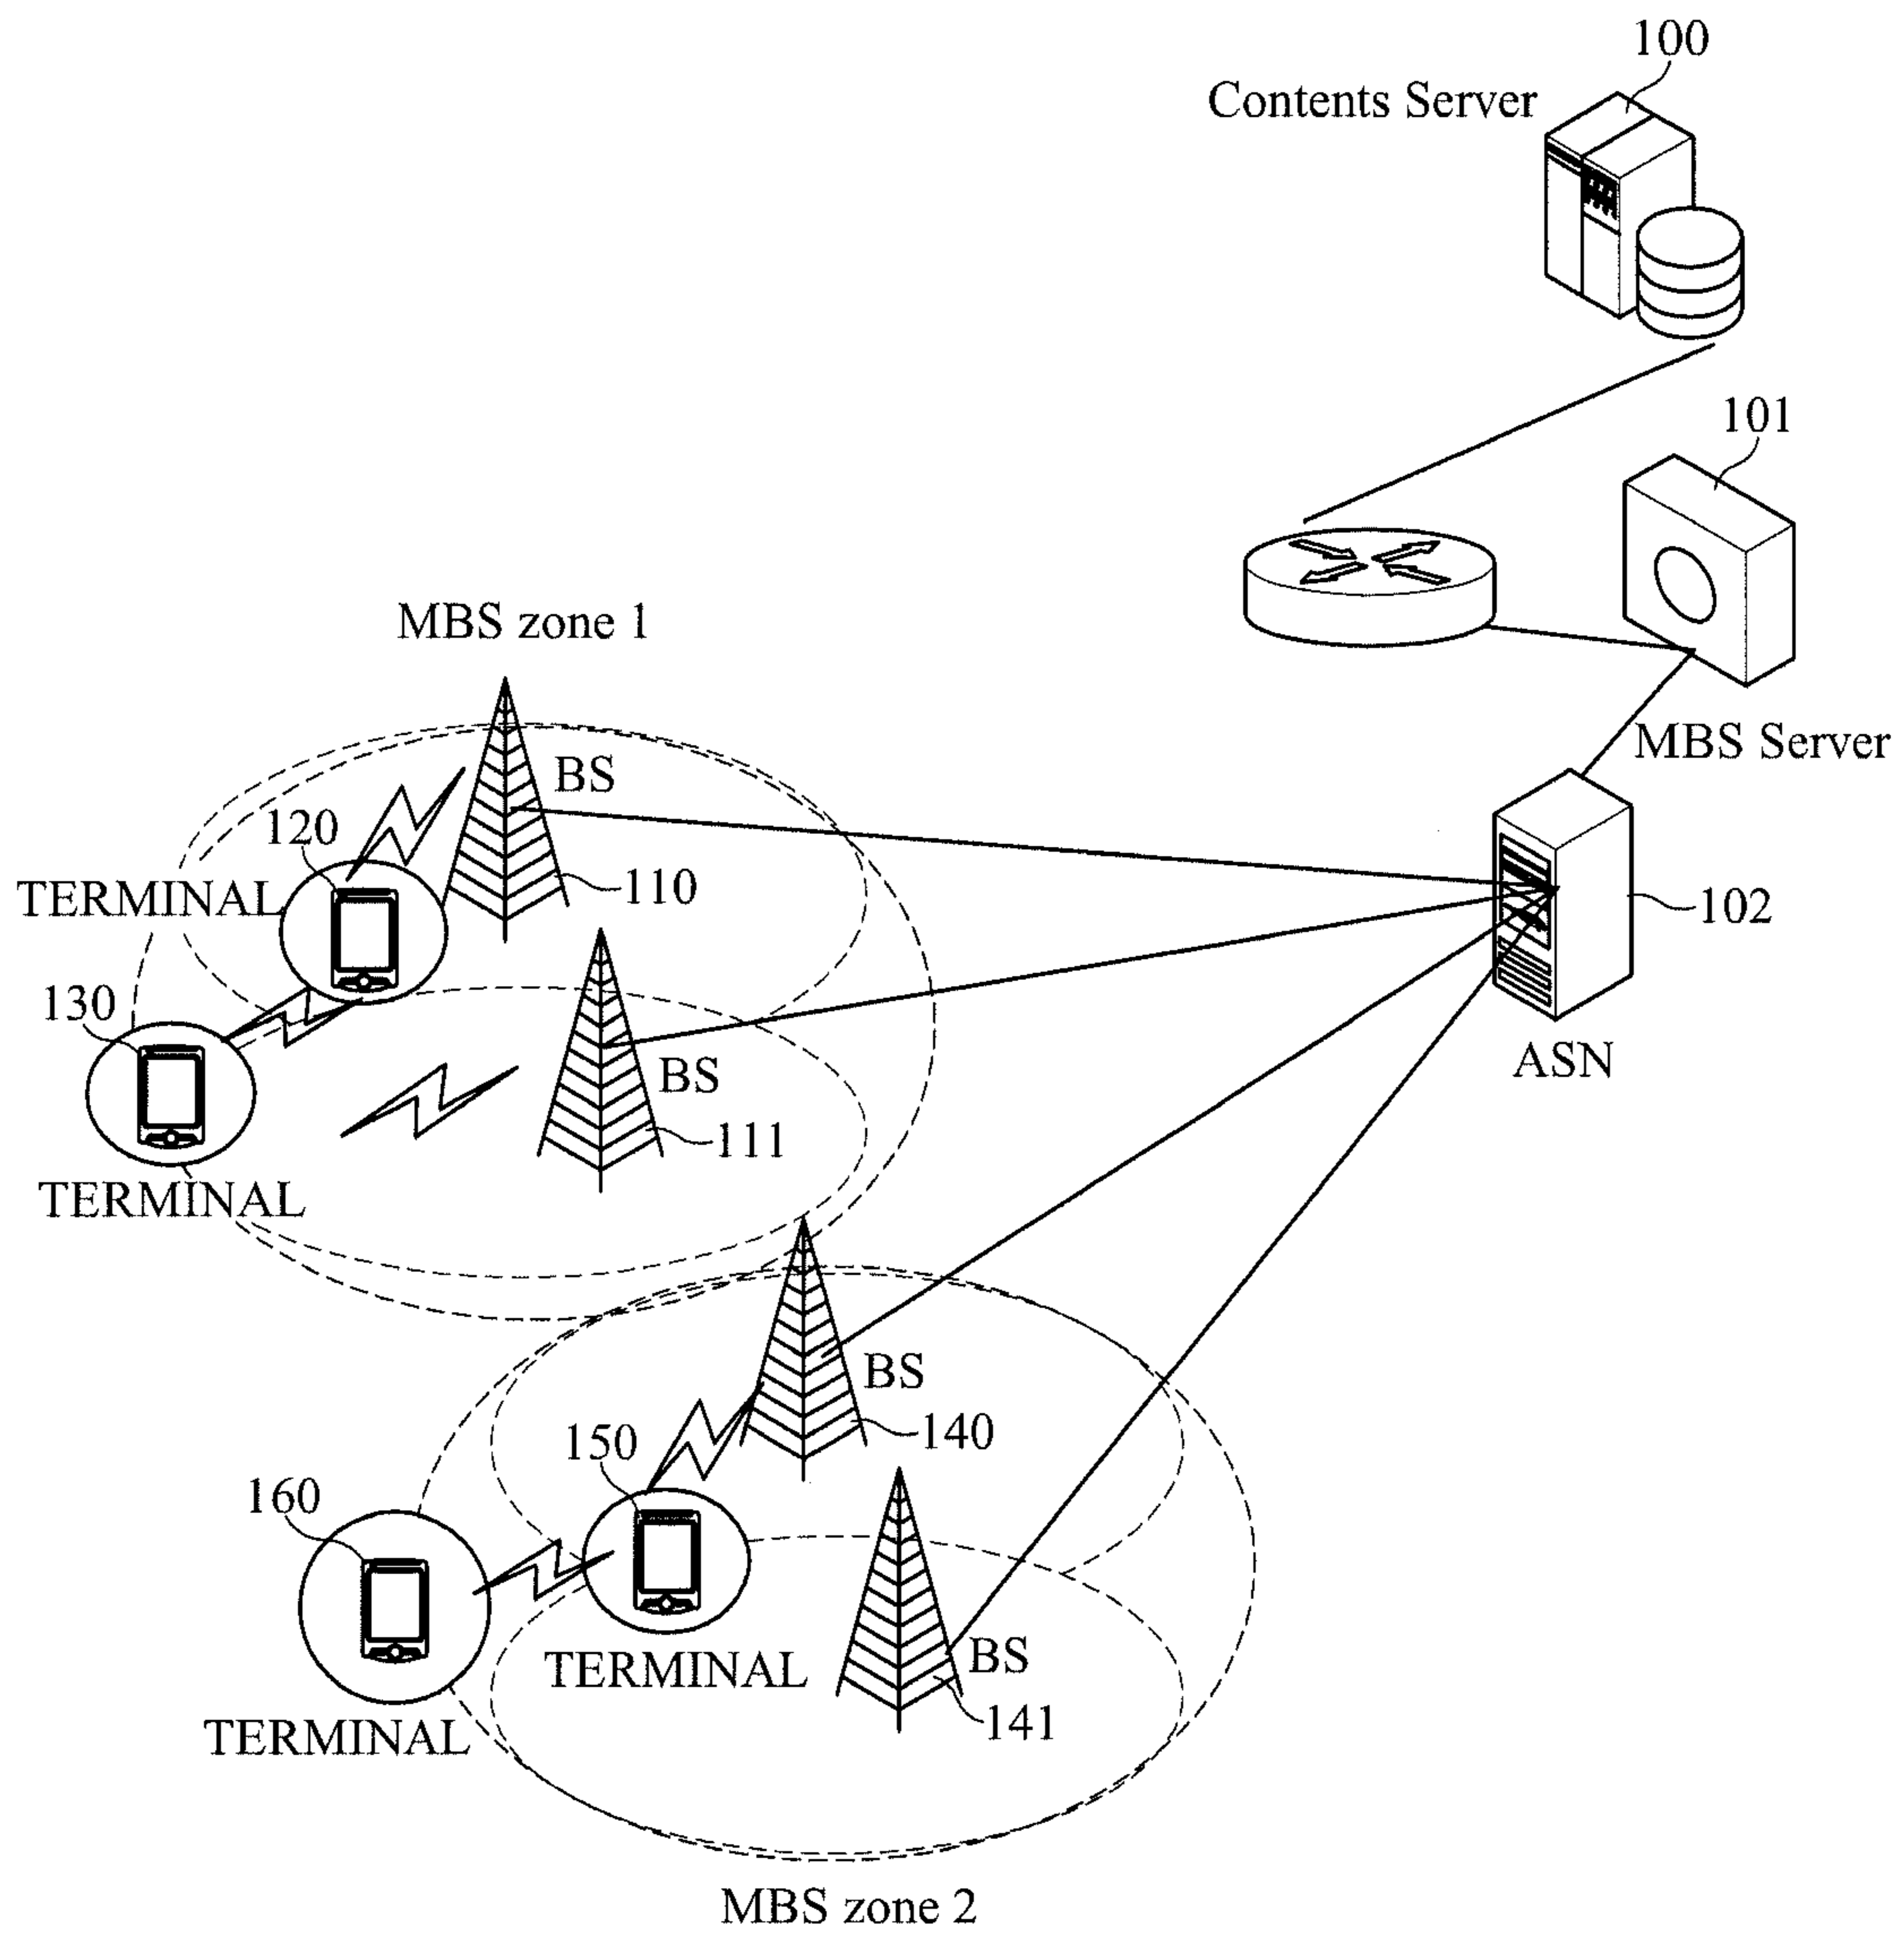 100
Contents Server
101
MBS zone 1
MBS Server
BS
120
TERMINAL
110
102
130
ASN
BS
111
TERMINAL
BS
140
150
160
BS
TERMINAL
141
TERMINAL
MBS zone 2